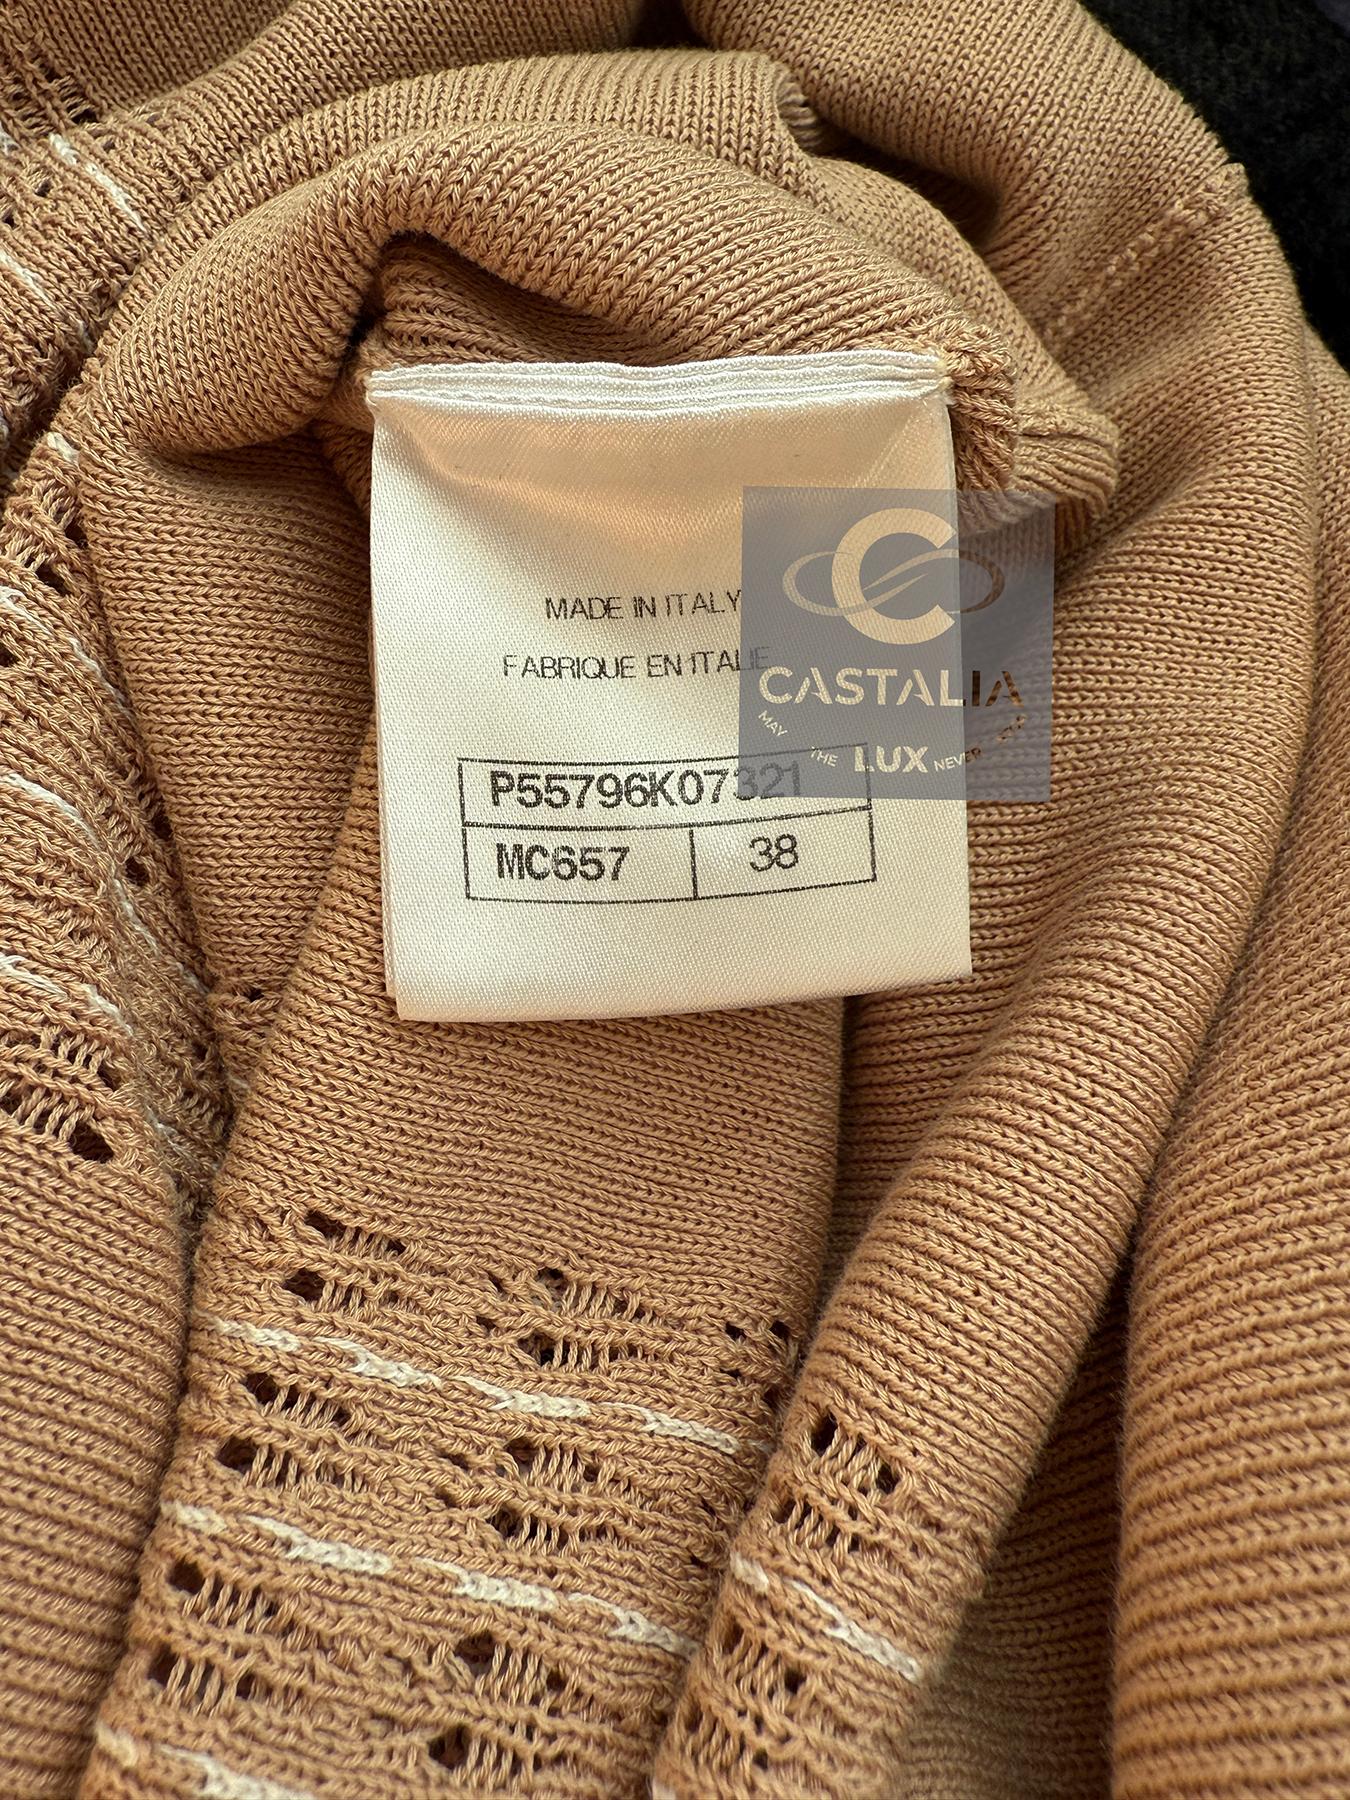 MADE IN ITALY
FABRIQUE EN ITALIE
P55796K07321
MC657 38
C
CASTALIA
MAY THE LUX NEVER